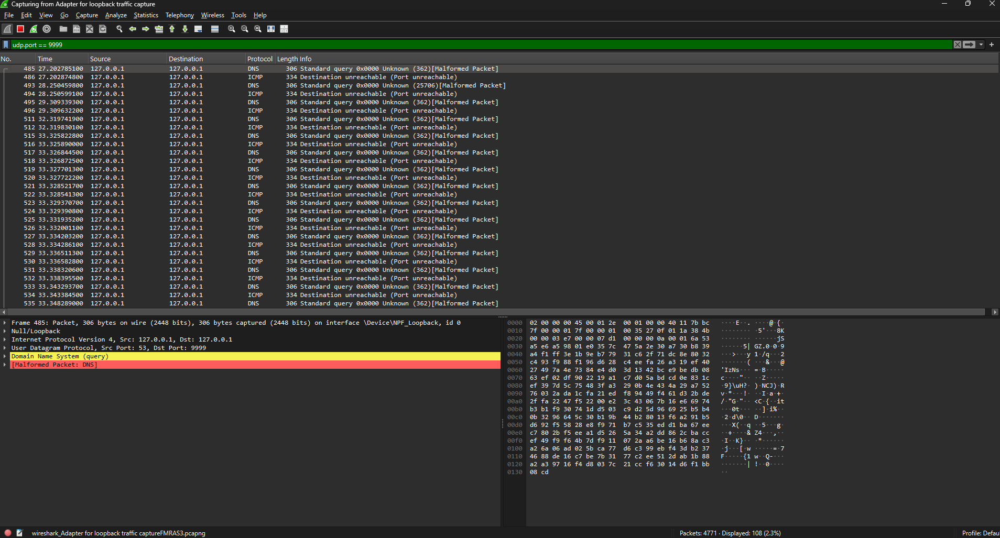 Capturing from Adapter for loopback traffic capture
File Edit View Go Capture Analyze Statistics Telephony Wireless Tools Help
udp.port == 9999
No. Time Source Destination Protocol Length Info
485 27.202785100 127.0.0.1 127.0.0.1 DNS 306 Standard query 0x0000 Unknown (362)[Malformed Packet]
486 27.202874800 127.0.0.1 127.0.0.1 ICMP 334 Destination unreachable (Port unreachable)
493 28.250459800 127.0.0.1 127.0.0.1 DNS 306 Standard query 0x0000 Unknown (25706)[Malformed Packet]
494 28.250599100 127.0.0.1 127.0.0.1 ICMP 334 Destination unreachable (Port unreachable)
495 29.309339300 127.0.0.1 127.0.0.1 DNS 306 Standard query 0x0000 Unknown (362)[Malformed Packet]
496 29.309632200 127.0.0.1 127.0.0.1 ICMP 334 Destination unreachable (Port unreachable)
511 32.319741900 127.0.0.1 127.0.0.1 DNS 306 Standard query 0x0000 Unknown (362)[Malformed Packet]
512 32.319830100 127.0.0.1 127.0.0.1 ICMP 334 Destination unreachable (Port unreachable)
515 33.325822800 127.0.0.1 127.0.0.1 DNS 306 Standard query 0x0000 Unknown (362)[Malformed Packet]
516 33.325890000 127.0.0.1 127.0.0.1 ICMP 334 Destination unreachable (Port unreachable)
517 33.326844500 127.0.0.1 127.0.0.1 DNS 306 Standard query 0x0000 Unknown (362)[Malformed Packet]
518 33.326872500 127.0.0.1 127.0.0.1 ICMP 334 Destination unreachable (Port unreachable)
519 33.327701300 127.0.0.1 127.0.0.1 DNS 306 Standard query 0x0000 Unknown (362)[Malformed Packet]
520 33.327722200 127.0.0.1 127.0.0.1 ICMP 334 Destination unreachable (Port unreachable)
521 33.328521700 127.0.0.1 127.0.0.1 DNS 306 Standard query 0x0000 Unknown (362)[Malformed Packet]
522 33.328541300 127.0.0.1 127.0.0.1 ICMP 334 Destination unreachable (Port unreachable)
523 33.329370700 127.0.0.1 127.0.0.1 DNS 306 Standard query 0x0000 Unknown (362)[Malformed Packet]
524 33.329390800 127.0.0.1 127.0.0.1 ICMP 334 Destination unreachable (Port unreachable)
525 33.331935200 127.0.0.1 127.0.0.1 DNS 306 Standard query 0x0000 Unknown (362)[Malformed Packet]
526 33.332001100 127.0.0.1 127.0.0.1 ICMP 334 Destination unreachable (Port unreachable)
527 33.334203200 127.0.0.1 127.0.0.1 DNS 306 Standard query 0x0000 Unknown (362)[Malformed Packet]
528 33.334286100 127.0.0.1 127.0.0.1 ICMP 334 Destination unreachable (Port unreachable)
529 33.336511300 127.0.0.1 127.0.0.1 DNS 306 Standard query 0x0000 Unknown (362)[Malformed Packet]
530 33.336582800 127.0.0.1 127.0.0.1 ICMP 334 Destination unreachable (Port unreachable)
531 33.338320600 127.0.0.1 127.0.0.1 DNS 306 Standard query 0x0000 Unknown (362)[Malformed Packet]
532 33.338395500 127.0.0.1 127.0.0.1 ICMP 334 Destination unreachable (Port unreachable)
533 33.343293700 127.0.0.1 127.0.0.1 DNS 306 Standard query 0x0000 Unknown (362)[Malformed Packet]
534 33.343384500 127.0.0.1 127.0.0.1 ICMP 334 Destination unreachable (Port unreachable)
535 33.348289000 127.0.0.1 127.0.0.1 DNS 306 Standard query 0x0000 Unknown (362)[Malformed Packet]
Frame 485: Packet, 306 bytes on wire (2448 bits), 306 bytes captured (2448 bits) on interface \Device\NPF_Loopback, id 0
Null/Loopback
Internet Protocol Version 4, Src: 127.0.0.1, Dst: 127.0.0.1
User Datagram Protocol, Src Port: 53, Dst Port: 9999
Domain Name System (query)
[Malformed Packet: DNS]
0000 02 00 00 00 45 00 01 2e 00 01 00 00 40 11 7b bc ····E··. ····@·{·
0010 7f 00 00 01 7f 00 00 01 00 35 27 0f 01 1a 38 4b ········ ·5'···8K
0020 00 00 03 e7 00 00 07 d1 00 00 00 0a 00 01 6a 53 ········ ······jS
0030 a5 e6 a5 98 01 e0 35 7c 47 5a 2e 30 a7 30 b8 39 ······5| GZ.0·0·9
0040 a4 f1 ff 3e 1b 9e b7 79 31 c6 2f 71 dc 8e 80 32 ···>···y 1·/q···2
0050 c4 93 f9 88 f1 96 d6 28 c4 ee fa 26 a3 19 ef 40 ·······( ···&···@
0060 27 49 7a 4e 73 84 e4 d0 3d 13 42 bc e9 be db 08 'IzNs··· =·B·····
0070 63 ef 02 df 90 22 19 a1 c7 d0 5a bd cd 0e 83 1c c····"·· ··Z·····
0080 ef 39 7d 5c 75 48 3f a3 29 0b 4e 43 4a 29 a7 52 ·9}\uH?· )·NCJ)·R
0090 76 03 2a da 1c fa 21 ed f8 94 49 f4 61 d3 2b de v·*···!· ··I·a·+·
00a0 2f fa 22 47 f5 22 00 e2 3c 43 06 7b 16 e6 69 74 /·"G·"·· <C·{··it
00b0 b3 b1 f9 30 74 1d d5 03 c9 d2 5d 96 69 25 b5 b4 ···0t··· ··]·i%··
00c0 0b 32 96 64 5c 30 b1 9b 44 b2 80 13 f6 a2 91 b5 ·2·d\0·· D·······
00d0 d6 92 f5 58 28 e8 f9 71 b7 c5 35 ed d1 ba 67 ee ···X(··q ··5···g·
00e0 c7 80 2b f5 ee a1 d5 26 5a 34 a2 dd 86 2c ba cc ··+····& Z4···,··
00f0 ef 49 f9 f6 4b 7d f9 11 07 2a a6 be 16 b6 8a c3 ·I··K}·· ·*······
0100 a2 6a 06 ad 02 5b ca 77 d6 c3 99 eb f4 3d b2 37 ·j···[·w ·····=·7
0110 46 88 de 16 c7 be 7b 31 77 c2 ee 51 2d ab 1b 88 F·····{1 w··Q-···
0120 a2 a3 97 16 f4 d8 03 7c 21 cc f6 30 14 d6 f1 bb ·······| !··0····
0130 08 cd ··
wireshark_Adapter for loopback traffic captureFMRAS3.pcapng
Packets: 4771 · Displayed: 108 (2.3%)
Profile: Defau